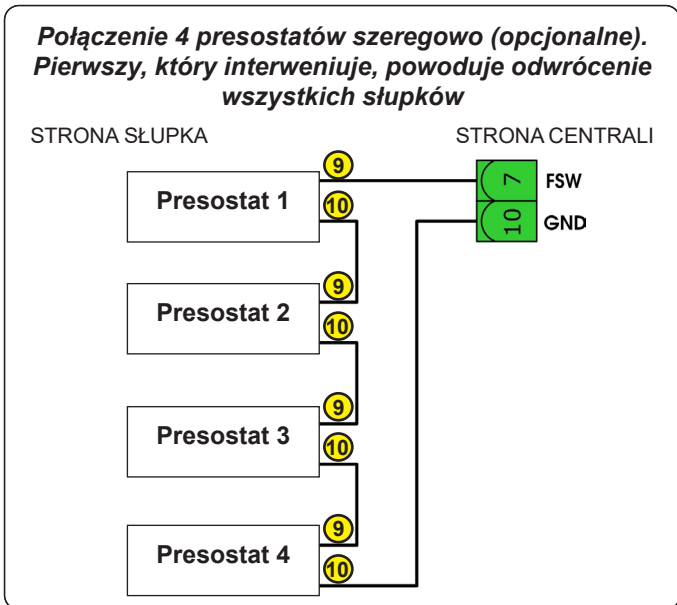 Połączenie 4 presostatów szeregowo (opcjonalne).
Pierwszy, który interweniuje, powoduje odwrócenie
wszystkich słupków
STRONA SŁUPKA
STRONA CENTRALI
9
7 FSW
Presostat 1
10
10 GND
9
Presostat 2
10
9
Presostat 3
10
9
Presostat 4
10